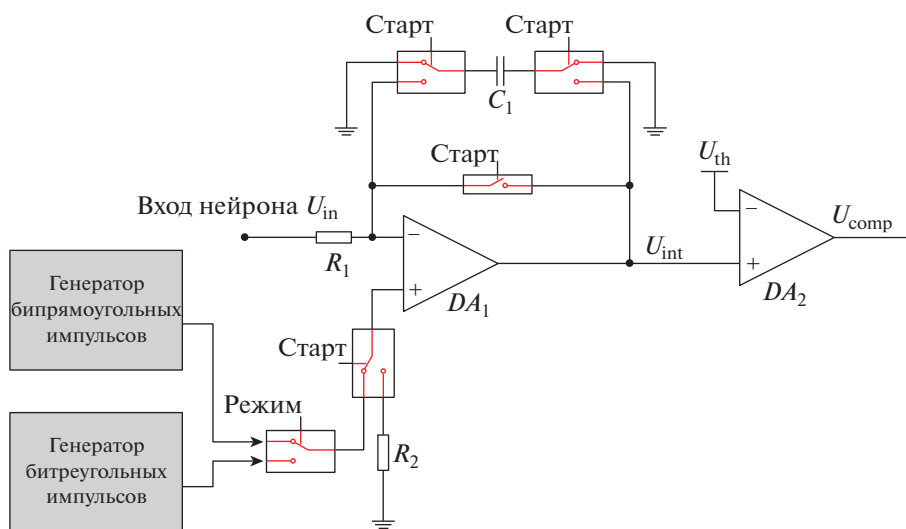 Старт
Старт
C1
Старт
Uth
Вход нейрона Uin
Ucomp
−
−
R1
Uint
+
+
DA1
DA2
Генератор
бипрямоугольных
импульсов
Старт
Режим
Генератор
битреугольных
импульсов
R2